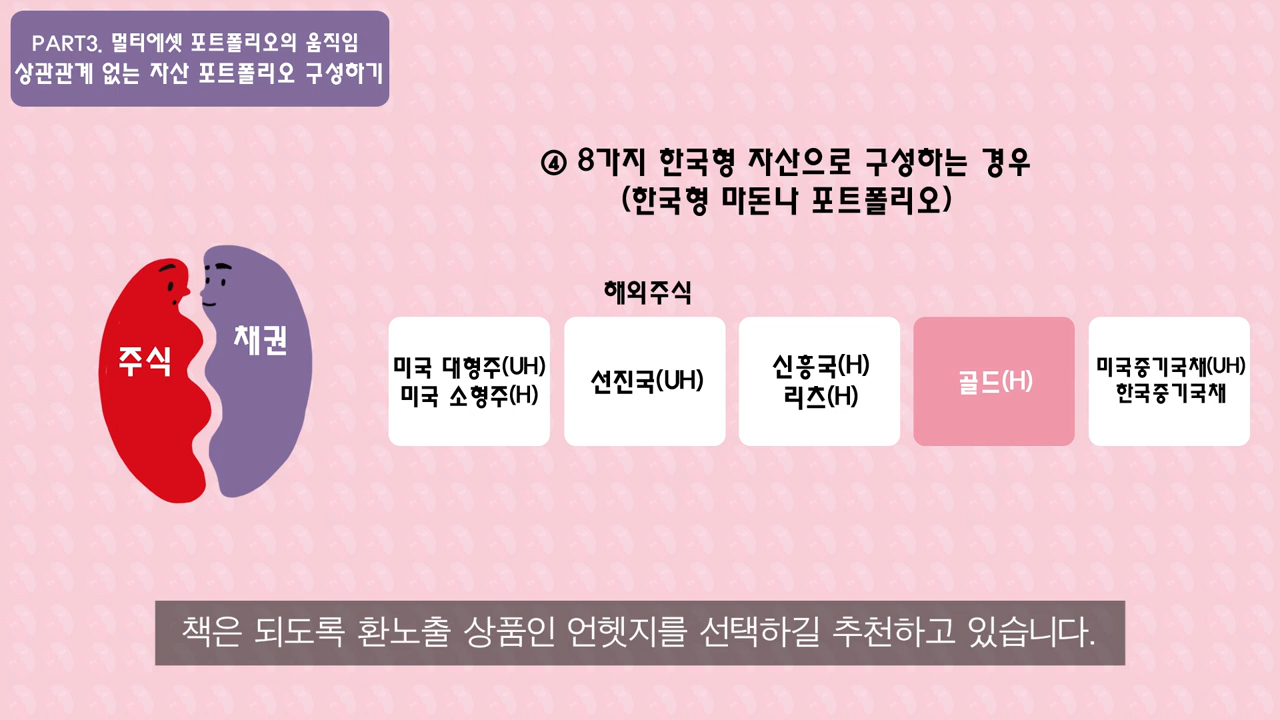 PART3. 멀티에셋 포트폴리오의 움직임
상관관계 없는 자산 포트폴리오 구성하기
④ 8가지 한국형 자산으로 구성하는 경우
(한국형 마돈나 포트폴리오)
주식
채권
해외주식
미국 대형주(UH)
미국 소형주(H)
선진국(UH)
신흥국(H)
리츠(H)
골드(H)
미국중기국채(UH)
한국중기국채
책은 되도록 환노출 상품인 언헷지를 선택하길 추천하고 있습니다.